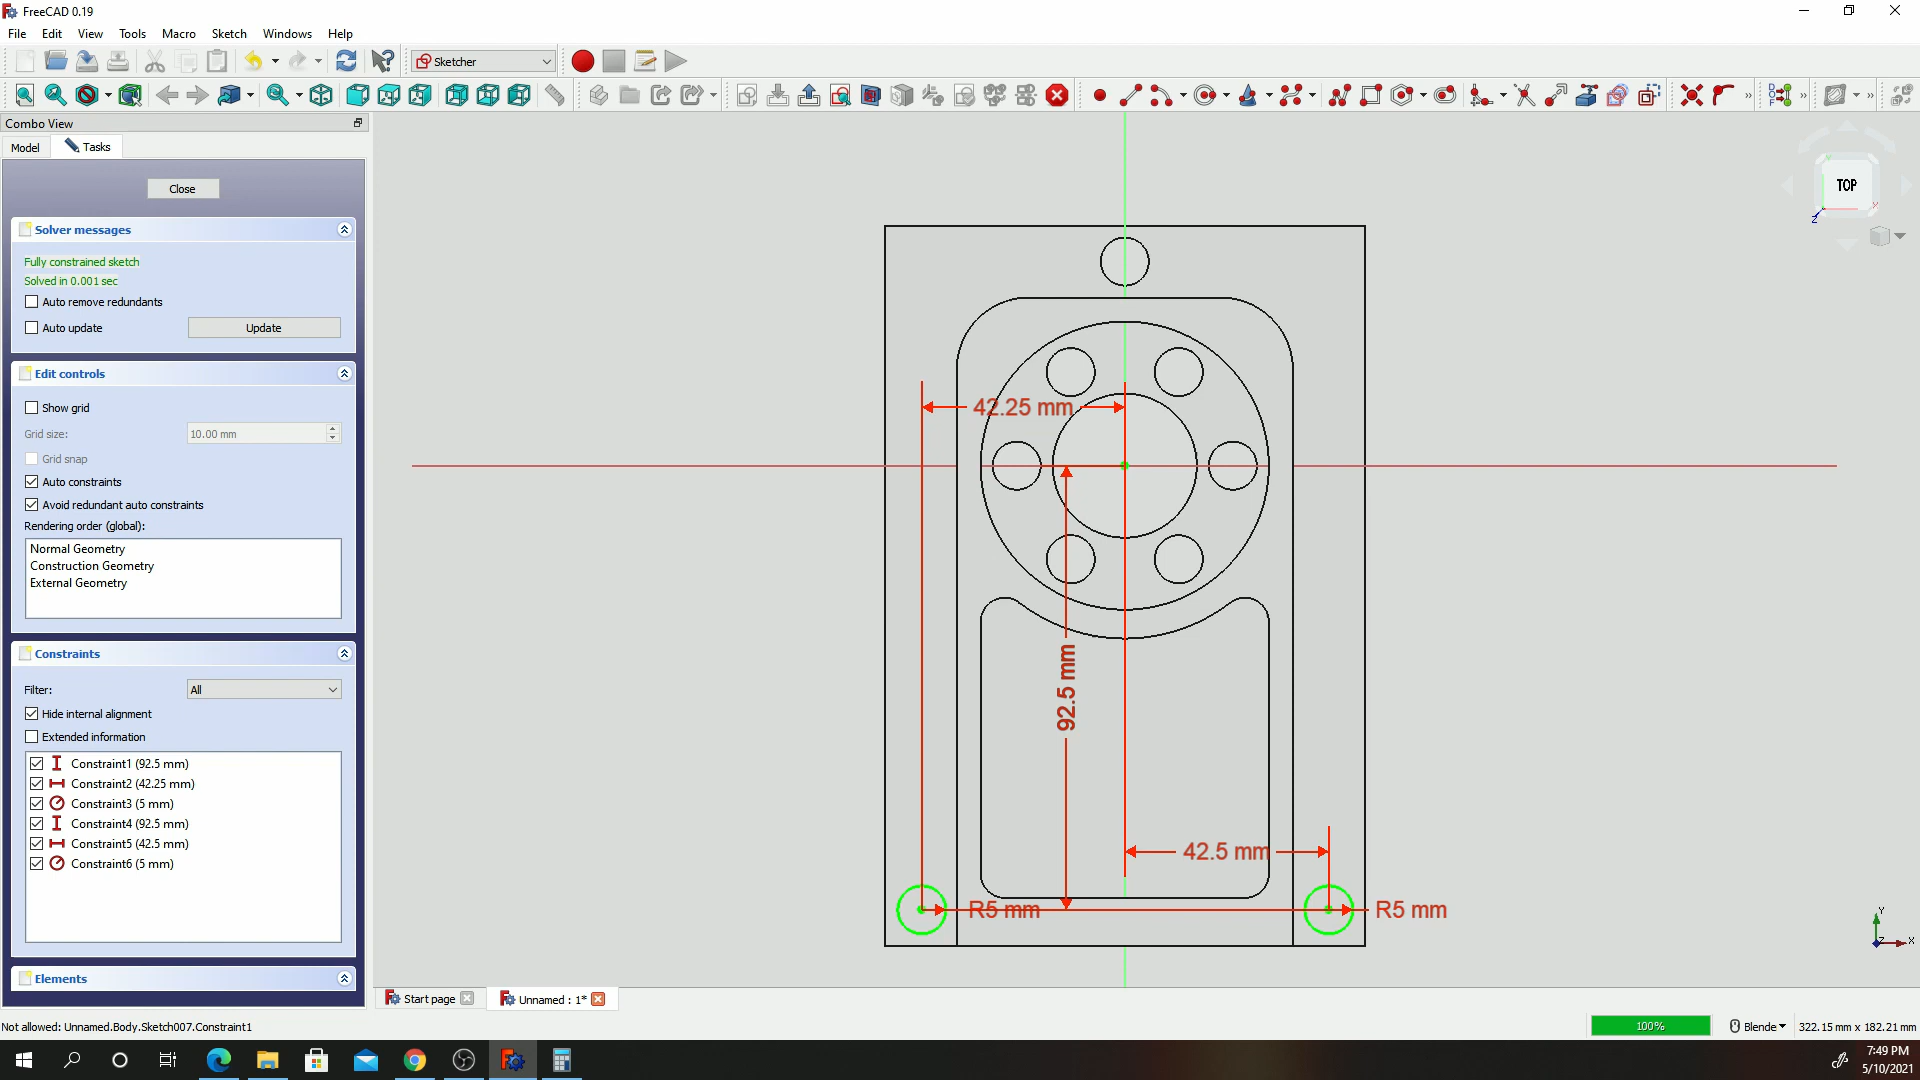 FreeCAD 0.19
File Edit View Tools Macro Sketch Windows Help
Sketcher
Combo View
Model Tasks
Close
Solver messages
Fully constrained sketch
Solved in 0.001 sec
Auto remove redundants
Auto update Update
Edit controls
Show grid
Grid size: 10.00 mm
Grid snap
Auto constraints
Avoid redundant auto constraints
Rendering order (global):
Normal Geometry
Construction Geometry
External Geometry
Constraints
Filter: All
Hide internal alignment
Extended information
Constraint1 (92.5 mm)
Constraint2 (42.25 mm)
Constraint3 (5 mm)
Constraint4 (92.5 mm)
Constraint5 (42.5 mm)
Constraint6 (5 mm)
Elements
TOP
Y
X
Z
42.25 mm
92.5 mm
42.5 mm
R5 mm
R5 mm
Y
Z
X
Start page Unnamed : 1*
Not allowed: Unnamed.Body.Sketch007.Constraint1
100% Blende 322.15 mm x 182.21 mm
7:49 PM
5/10/2021